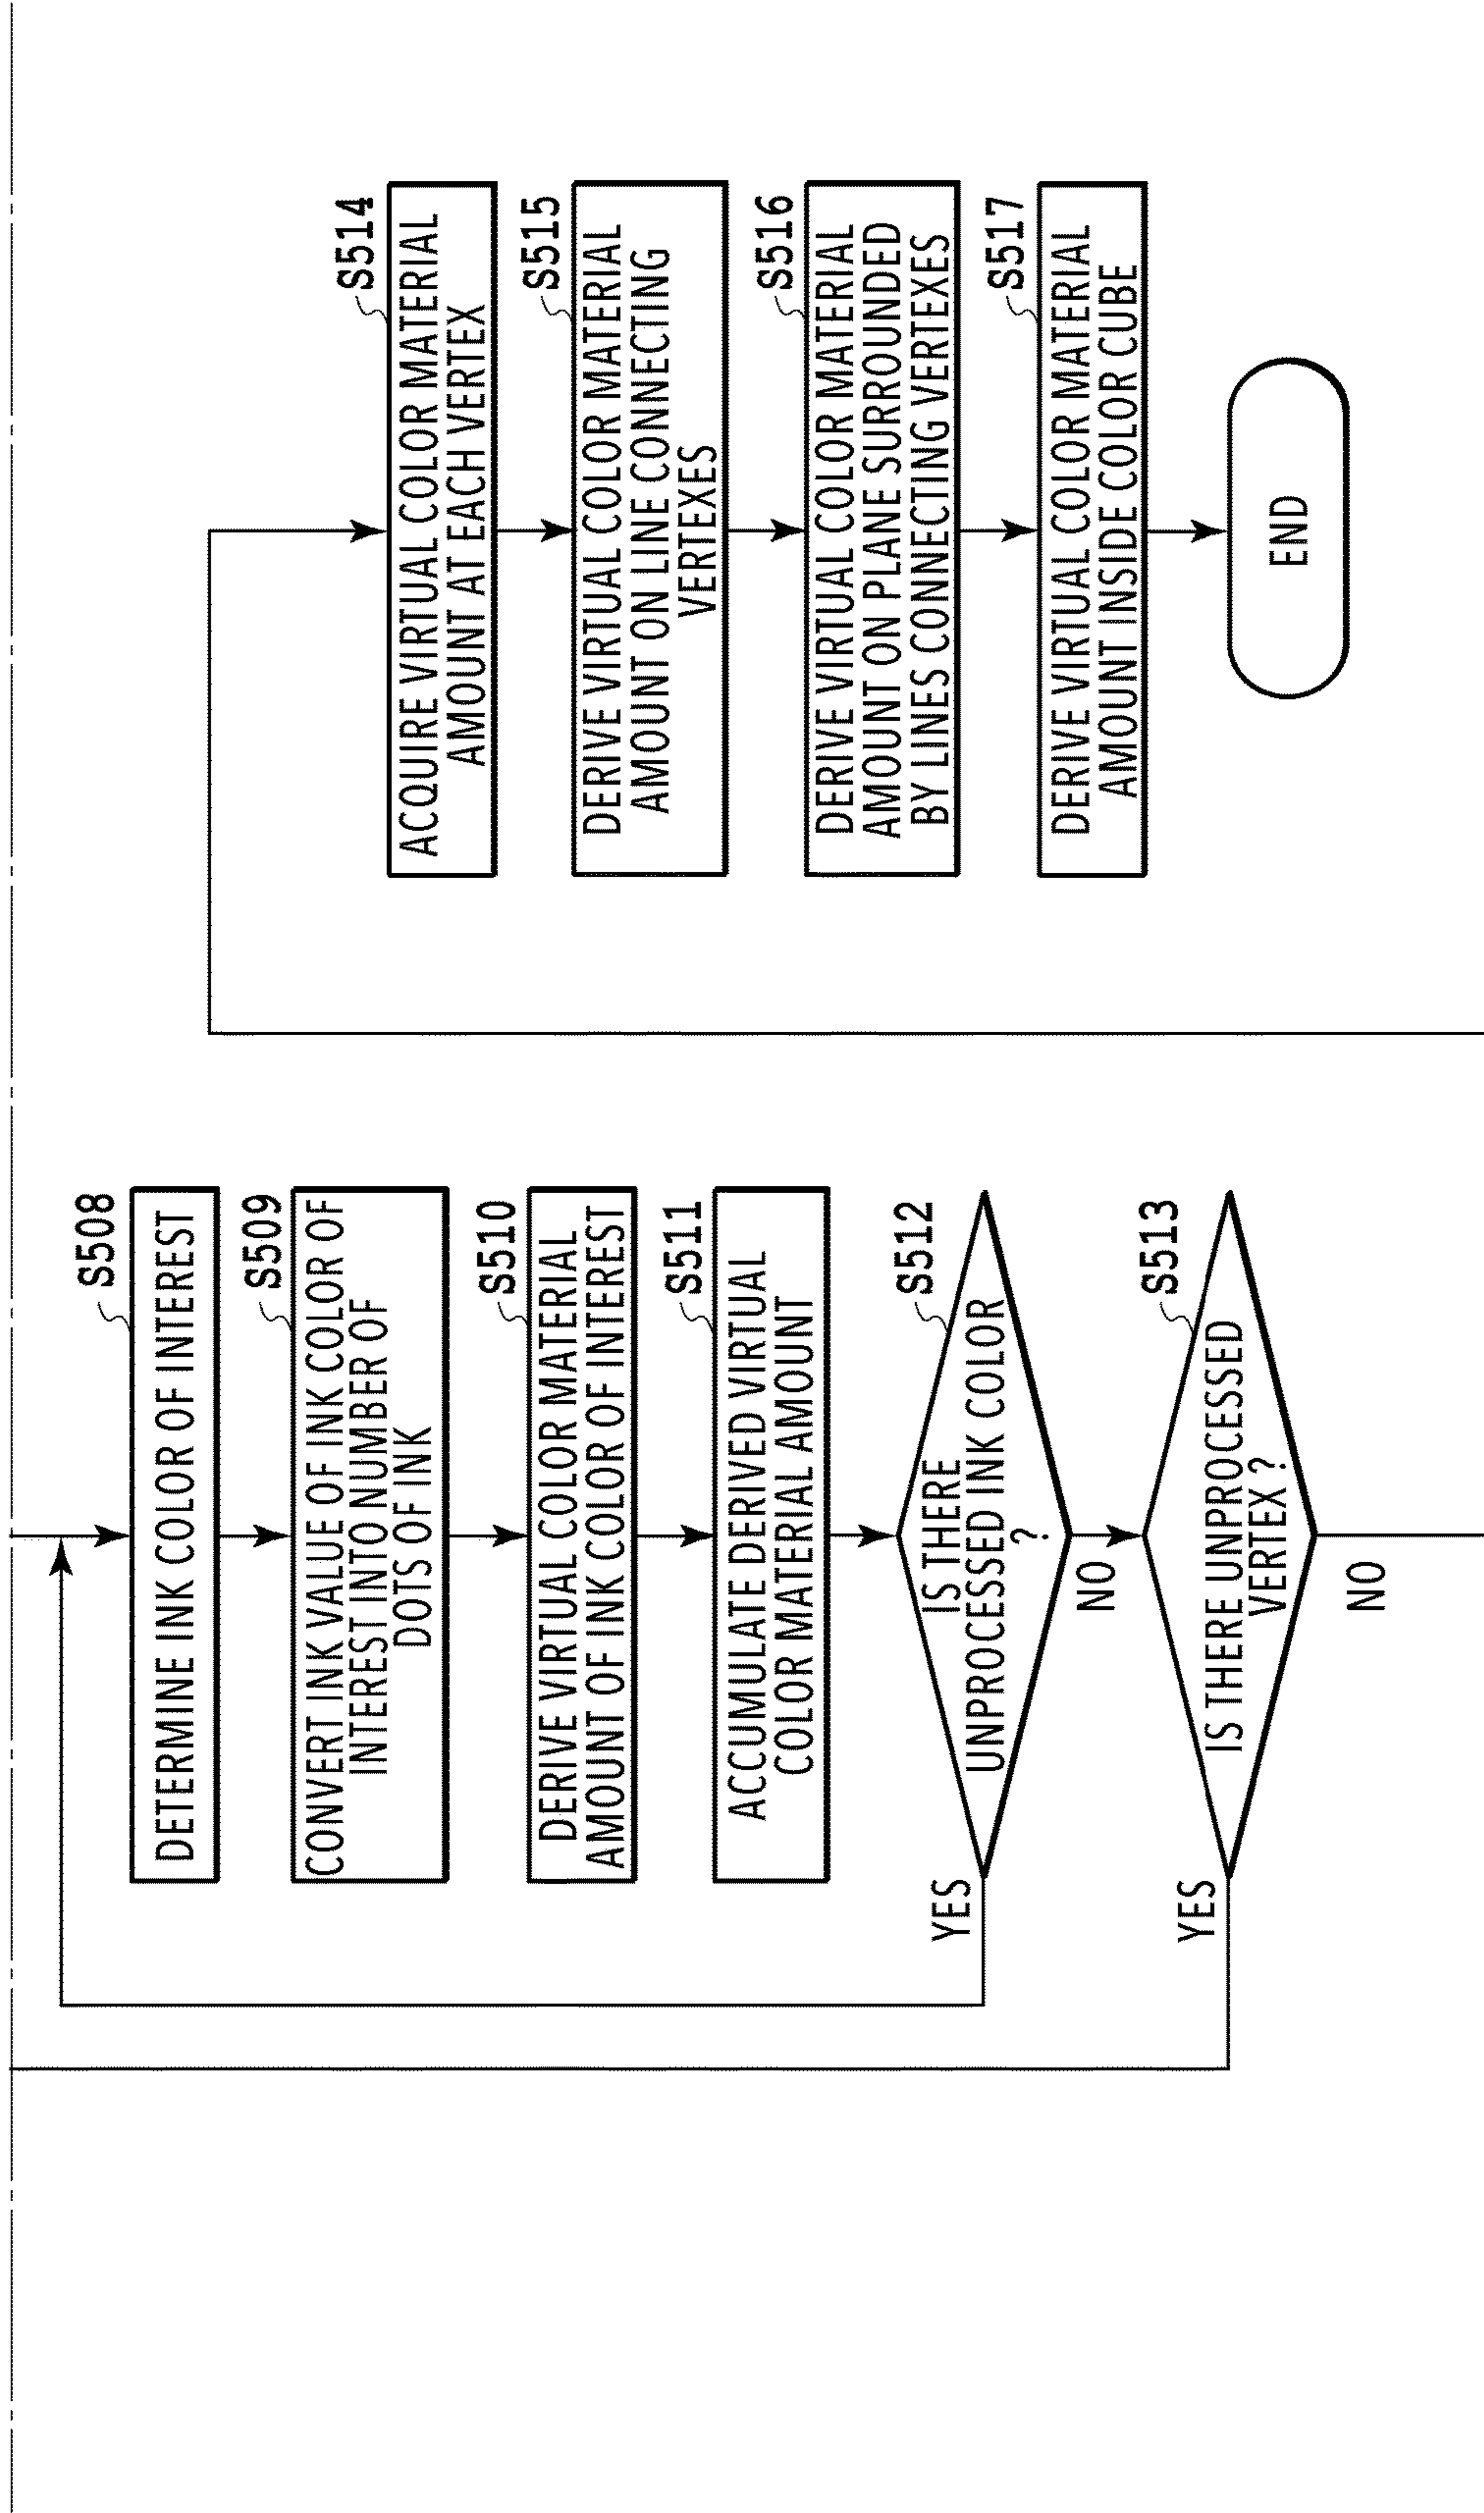 S508
DETERMINE INK COLOR OF INTEREST
S509
CONVERT INK VALUE OF INK COLOR OF
INTEREST INTO NUMBER OF
DOTS OF INK
S510
DERIVE VIRTUAL COLOR MATERIAL
AMOUNT OF INK COLOR OF INTEREST
S511
ACCUMULATE DERIVED VIRTUAL
COLOR MATERIAL AMOUNT
S512
IS THERE
UNPROCESSED INK COLOR
?
YES
NO
S513
IS THERE UNPROCESSED
VERTEX ?
YES
NO
S514
ACQUIRE VIRTUAL COLOR MATERIAL
AMOUNT AT EACH VERTEX
S515
DERIVE VIRTUAL COLOR MATERIAL
AMOUNT ON LINE CONNECTING
VERTEXES
S516
DERIVE VIRTUAL COLOR MATERIAL
AMOUNT ON PLANE SURROUNDED
BY LINES CONNECTING VERTEXES
S517
DERIVE VIRTUAL COLOR MATERIAL
AMOUNT INSIDE COLOR CUBE
END